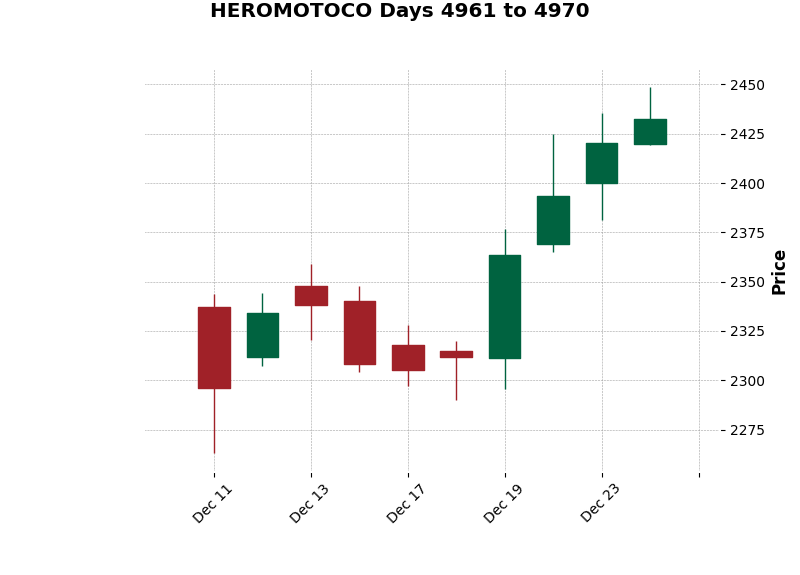 HEROMOTOCO Days 4961 to 4970
2450
2425
2400
2375
2350
2325
2300
2275
Price
Dec 11
Dec 13
Dec 17
Dec 19
Dec 23